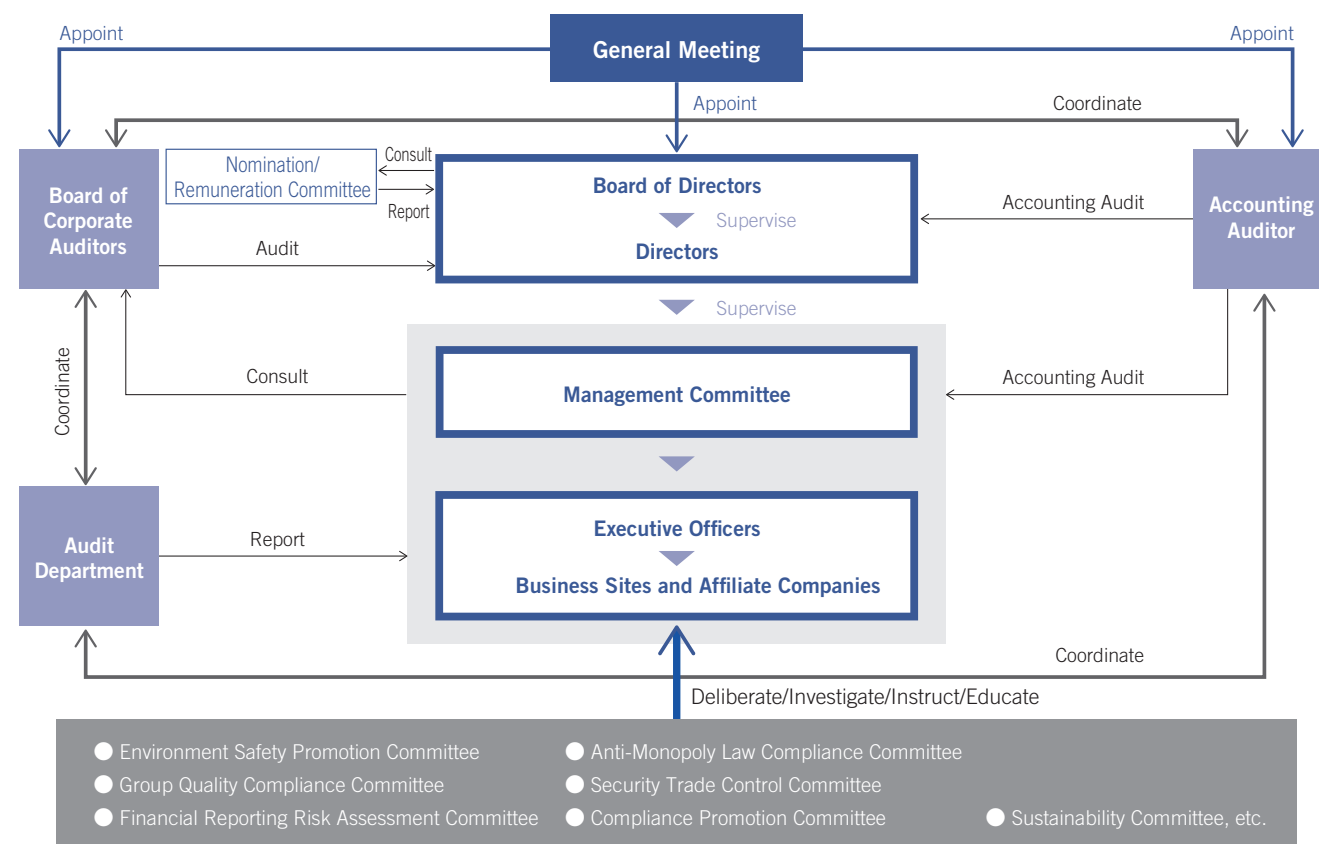 Appoint
General Meeting
Appoint
Appoint
Coordinate
Board of
Corporate
Auditors
Nomination/
Remuneration Committee
Consult
Report
Board of Directors
Supervise
Directors
Accounting Audit
Accounting
Auditor
Audit
Supervise
Coordinate
Consult
Management Committee
Accounting Audit
Audit
Department
Report
Executive Officers
Business Sites and Affiliate Companies
Coordinate
Deliberate/Investigate/Instruct/Educate
Environment Safety Promotion Committee
Group Quality Compliance Committee
Financial Reporting Risk Assessment Committee
Anti-Monopoly Law Compliance Committee
Security Trade Control Committee
Compliance Promotion Committee
Sustainability Committee, etc.